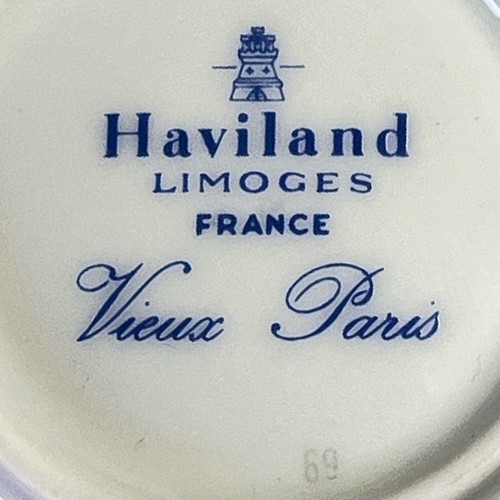 Haviland
LIMOGES
FRANCE
Vieux Paris
69